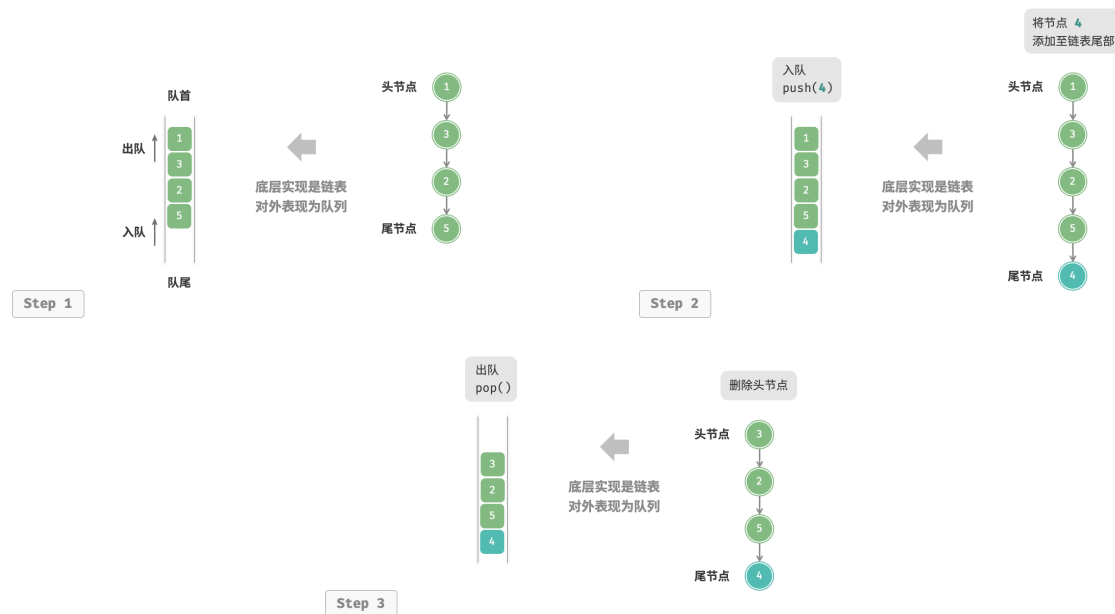 队首
出队
1
3
2
5
入队
队尾
底层实现是链表
对外表现为队列
头节点
1
3
2
尾节点
5
Step 1
入队
push(4)
1
3
2
5
4
底层实现是链表
对外表现为队列
将节点 4
添加至链表尾部
头节点
1
3
2
5
尾节点
4
Step 2
出队
pop()
3
2
5
4
底层实现是链表
对外表现为队列
删除头节点
头节点
3
2
5
尾节点
4
Step 3